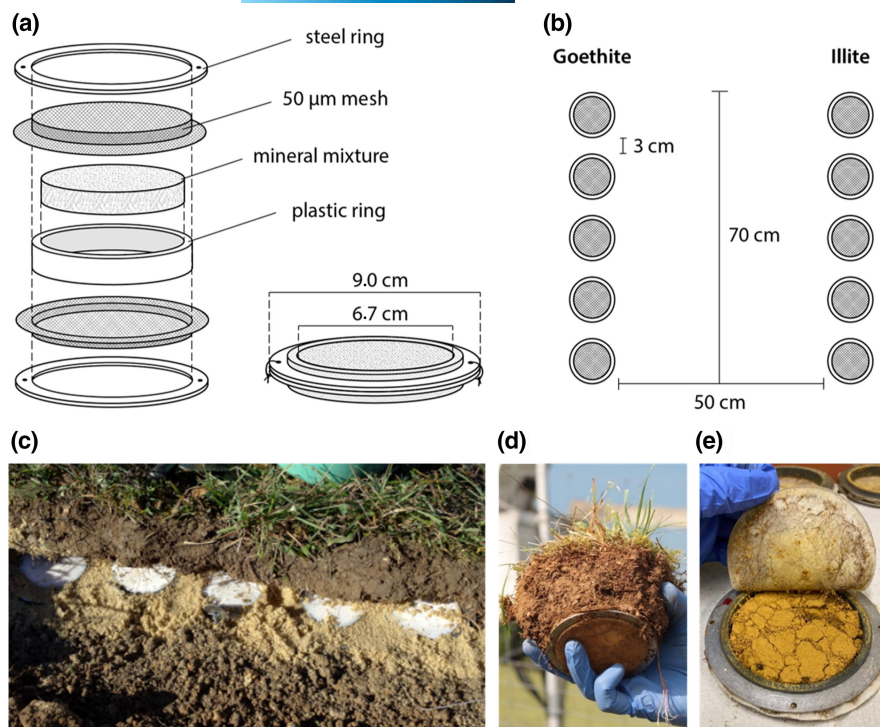 (a)
steel ring
50 µm mesh
mineral mixture
plastic ring
9.0 cm
6.7 cm
(b)
Goethite
Illite
3 cm
70 cm
50 cm
(c)
(d)
(e)